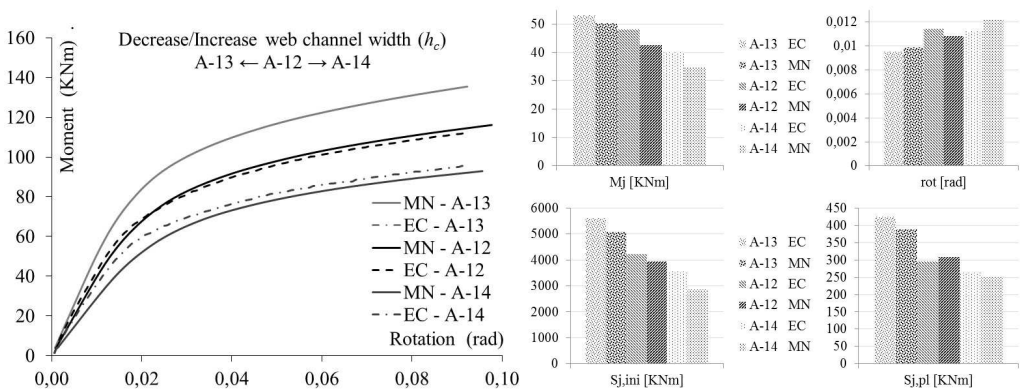 160
140
120
100
80
60
40
20
0
Moment (KNm) .
Decrease/Increase web channel width (hc)
A-13 ← A-12 → A-14
MN - A-13
EC - A-13
MN - A-12
EC - A-12
MN - A-14
EC - A-14
Rotation (rad)
0,00 0,02 0,04 0,06 0,08 0,10
50
40
30
20
10
0
Mj [KNm]
A-13 EC
A-13 MN
A-12 EC
A-12 MN
A-14 EC
A-14 MN
0,012
0,01
0,008
0,006
0,004
0,002
0
rot [rad]
6000
5000
4000
3000
2000
1000
0
Sj,ini [KNm]
A-13 EC
A-13 MN
A-12 EC
A-12 MN
A-14 EC
A-14 MN
450
400
350
300
250
200
150
100
50
0
Sj,pl [KNm]